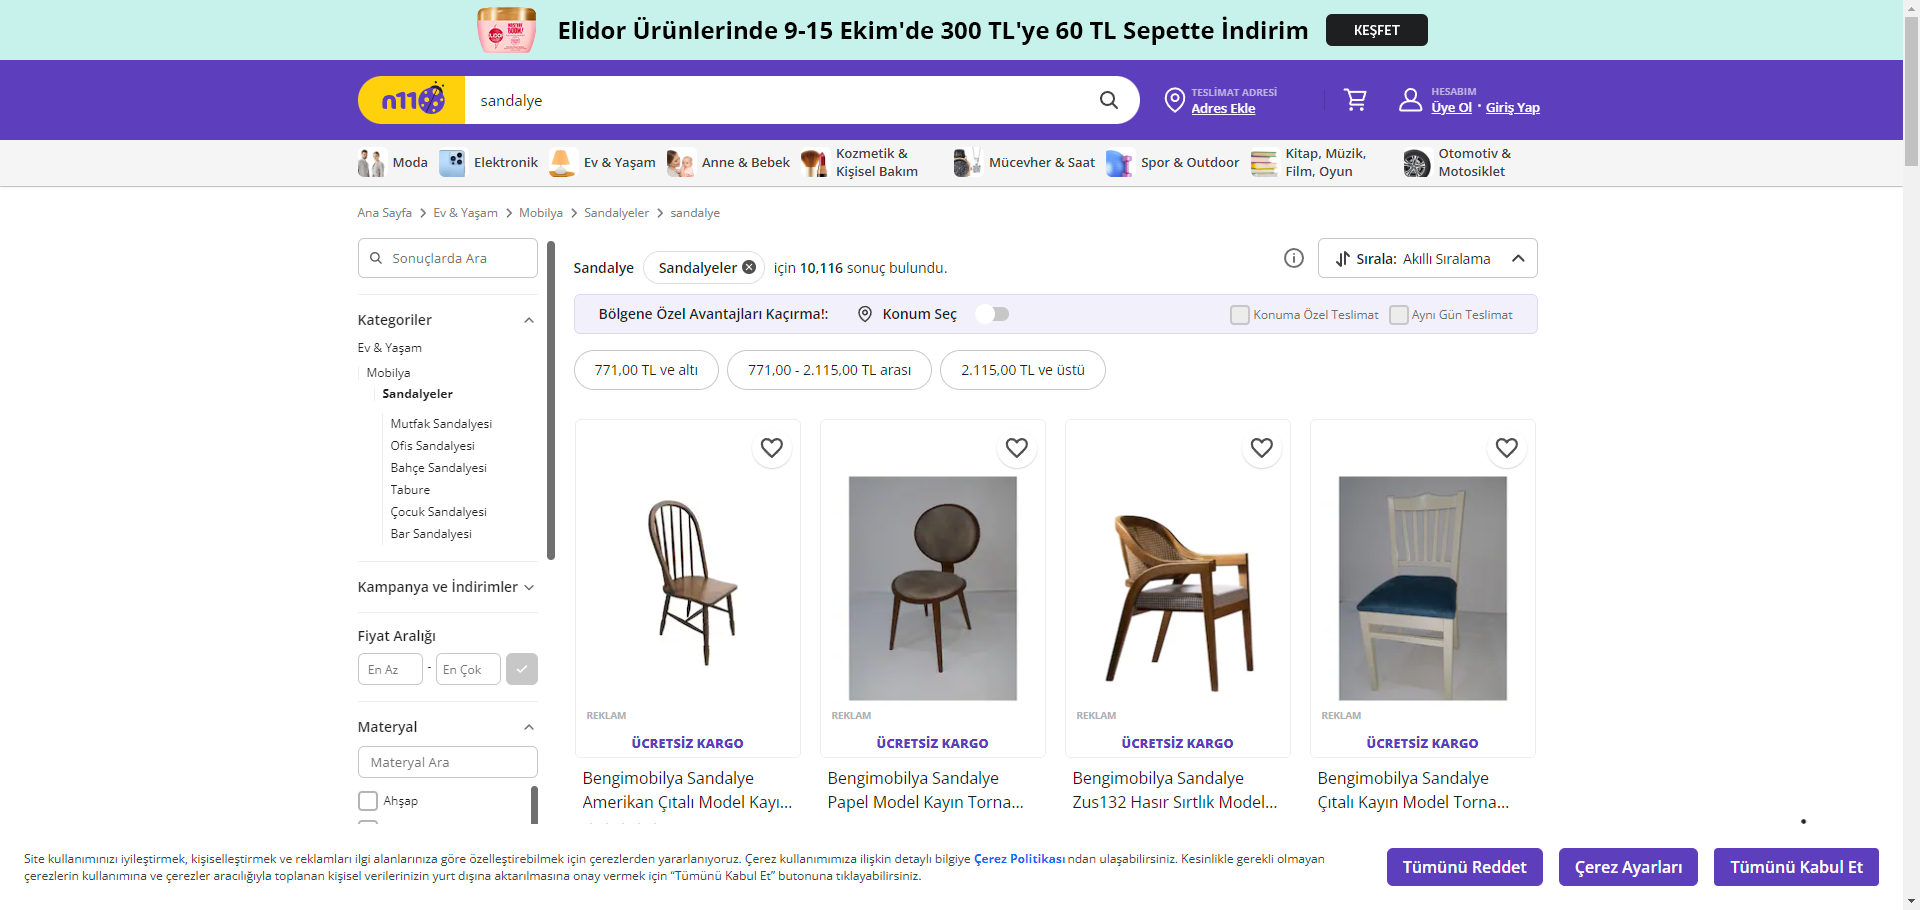 Elidor Ürünlerinde 9-15 Ekim'de 300 TL'ye 60 TL Sepette İndirim
KEŞFET
n11
sandalye
TESLİMAT ADRESİ
Adres Ekle
HESABIM
Üye Ol · Giriş Yap
Moda
Elektronik
Ev & Yaşam
Anne & Bebek
Kozmetik &
Kişisel Bakım
Mücevher & Saat
Spor & Outdoor
Kitap, Müzik,
Film, Oyun
Otomotiv &
Motosiklet
Ana Sayfa > Ev & Yaşam > Mobilya > Sandalyeler > sandalye
Sonuçlarda Ara
Kategoriler
Ev & Yaşam
Mobilya
Sandalyeler
Mutfak Sandalyesi
Ofis Sandalyesi
Bahçe Sandalyesi
Tabure
Çocuk Sandalyesi
Bar Sandalyesi
Kampanya ve İndirimler
Fiyat Aralığı
En Az - En Çok
Materyal
Materyal Ara
Ahşap
Sandalye Sandalyeler için 10,116 sonuç bulundu.
Sırala: Akıllı Sıralama
Bölgene Özel Avantajları Kaçırma!: Konum Seç
Konuma Özel Teslimat
Aynı Gün Teslimat
771,00 TL ve altı
771,00 - 2.115,00 TL arası
2.115,00 TL ve üstü
REKLAM
ÜCRETSİZ KARGO
Bengimobilya Sandalye
Amerikan Çıtalı Model Kayı...
REKLAM
ÜCRETSİZ KARGO
Bengimobilya Sandalye
Papel Model Kayın Torna...
REKLAM
ÜCRETSİZ KARGO
Bengimobilya Sandalye
Zus132 Hasır Sırtlık Model...
REKLAM
ÜCRETSİZ KARGO
Bengimobilya Sandalye
Çıtalı Kayın Model Torna...
Site kullanımınızı iyileştirmek, kişiselleştirmek ve reklamları ilgi alanlarınıza göre özelleştirebilmek için çerezlerden yararlanıyoruz. Çerez kullanımımıza ilişkin detaylı bilgiye Çerez Politikası ndan ulaşabilirsiniz. Kesinlikle gerekli olmayan
çerezlerin kullanımına ve çerezler aracılığıyla toplanan kişisel verilerinizin yurt dışına aktarılmasına onay vermek için “Tümünü Kabul Et” butonuna tıklayabilirsiniz.
Tümünü Reddet
Çerez Ayarları
Tümünü Kabul Et